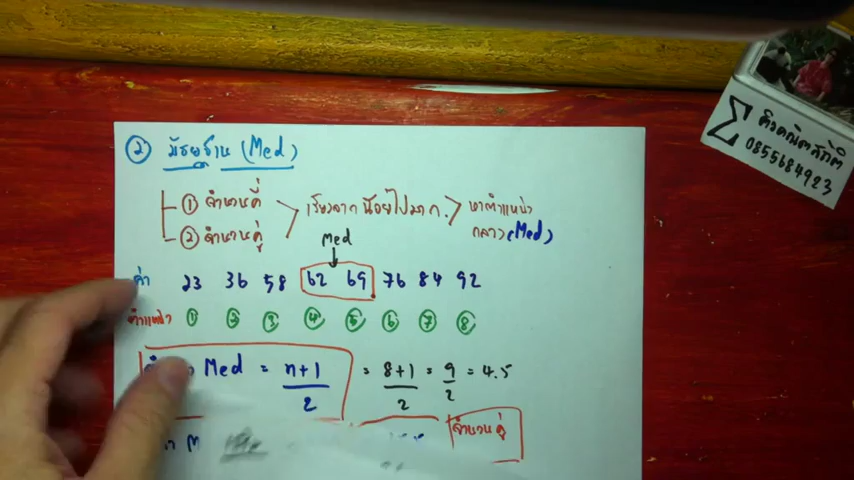 ② มัธยฐาน (Med)
① จำนวนคี่
② จำนวนคู่
เรียงจากน้อยไปมาก
หาตำแหน่ง
กลาง (Med)
Med
ค่า 23 36 58 62 69 76 84 92
ตำแหน่ง ① ② ③ ④ ⑤ ⑥ ⑦ ⑧
Med = n+1 / 2 = 8+1 / 2 = 9 / 2 = 4.5
จำนวนคู่
Σ ติวคณิตสถิติ
0855684923